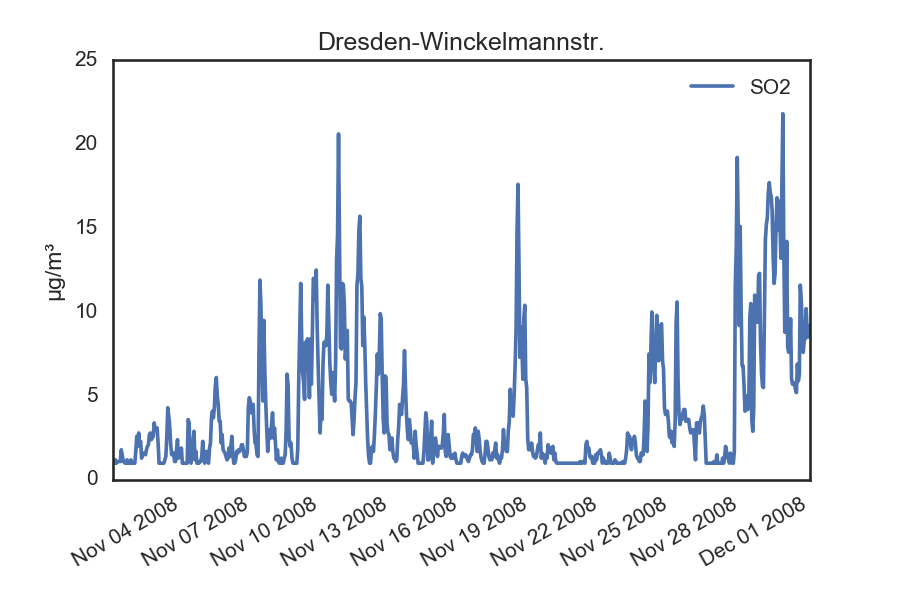 Dresden-Winckelmannstr.
SO2
µg/m³
25
20
15
10
5
0
Nov 04 2008
Nov 07 2008
Nov 10 2008
Nov 13 2008
Nov 16 2008
Nov 19 2008
Nov 22 2008
Nov 25 2008
Nov 28 2008
Dec 01 2008